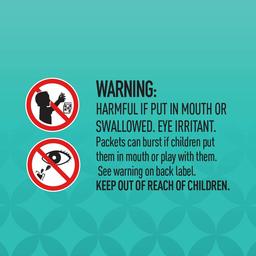 WARNING:
HARMFUL IF PUT IN MOUTH OR
SWALLOWED. EYE IRRITANT.
Packets can burst if children put
them in mouth or play with them.
See warning on back label.
KEEP OUT OF REACH OF CHILDREN.